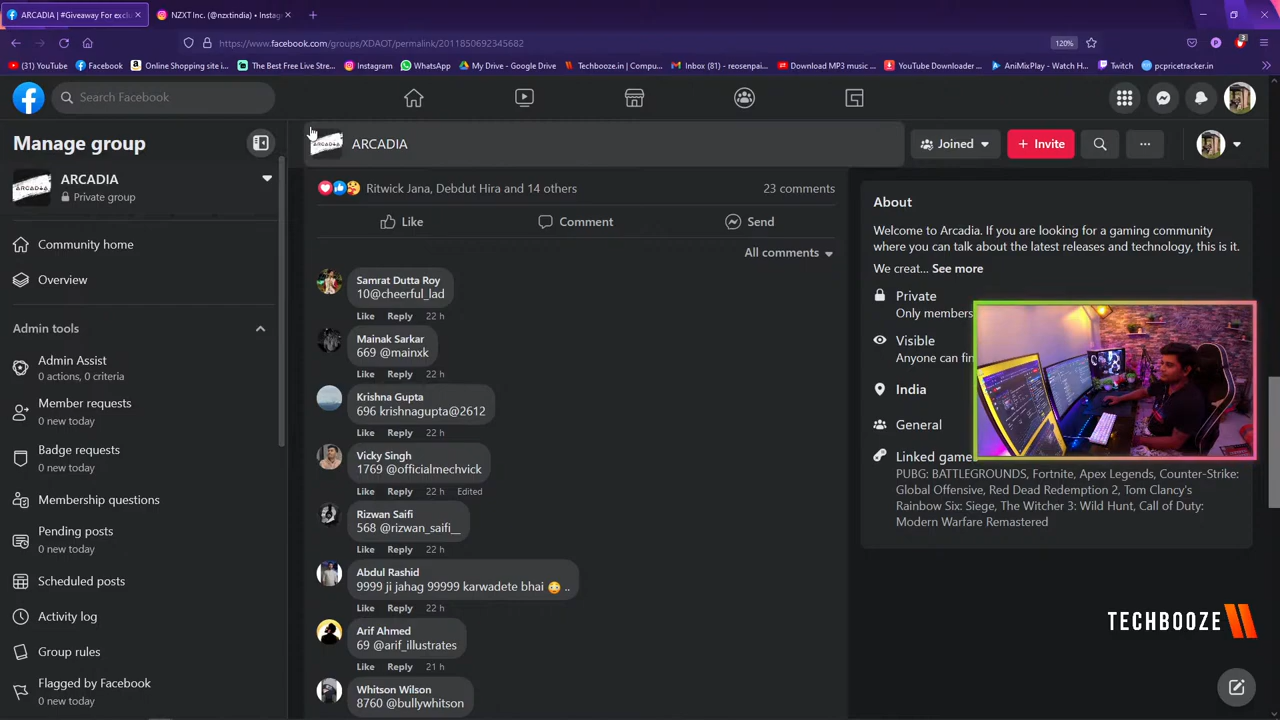 ARCADIA | #Giveaway For exclu
NZXT Inc. (@nzxtindia) • Instag
https://www.facebook.com/groups/XDAOT/permalink/2011850692345682
120%
3
(31) YouTube
Facebook
Online Shopping site i...
The Best Free Live Stre...
Instagram
WhatsApp
My Drive - Google Drive
Techbooze.in | Compu...
Inbox (81) - reosenpai...
Download MP3 music ...
YouTube Downloader ...
AniMixPlay - Watch H...
Twitch
pcpricetracker.in
Search Facebook
Manage group
ARCADIA
Joined
+ Invite
ARCADIA
Private group
Community home
Overview
Admin tools
Admin Assist
0 actions, 0 criteria
Member requests
0 new today
Badge requests
0 new today
Membership questions
Pending posts
0 new today
Scheduled posts
Activity log
Group rules
Flagged by Facebook
0 new today
Ritwick Jana, Debdut Hira and 14 others
23 comments
Like
Comment
Send
All comments
Samrat Dutta Roy
10@cheerful_lad
Like Reply 22 h
Mainak Sarkar
669 @mainxk
Like Reply 22 h
Krishna Gupta
696 krishnagupta@2612
Like Reply 22 h
Vicky Singh
1769 @officialmechvick
Like Reply 22 h Edited
Rizwan Saifi
568 @rizwan_saifi__
Like Reply 22 h
Abdul Rashid
9999 ji jahag 99999 karwadete bhai 😳 ..
Like Reply 22 h
Arif Ahmed
69 @arif_illustrates
Like Reply 21 h
Whitson Wilson
8760 @bullywhitson
About
Welcome to Arcadia. If you are looking for a gaming community
where you can talk about the latest releases and technology, this is it.
We creat... See more
Private
Only members
Visible
Anyone can fin
India
General
Linked game
PUBG: BATTLEGROUNDS, Fortnite, Apex Legends, Counter-Strike:
Global Offensive, Red Dead Redemption 2, Tom Clancy's
Rainbow Six: Siege, The Witcher 3: Wild Hunt, Call of Duty:
Modern Warfare Remastered
TECHBOOZE